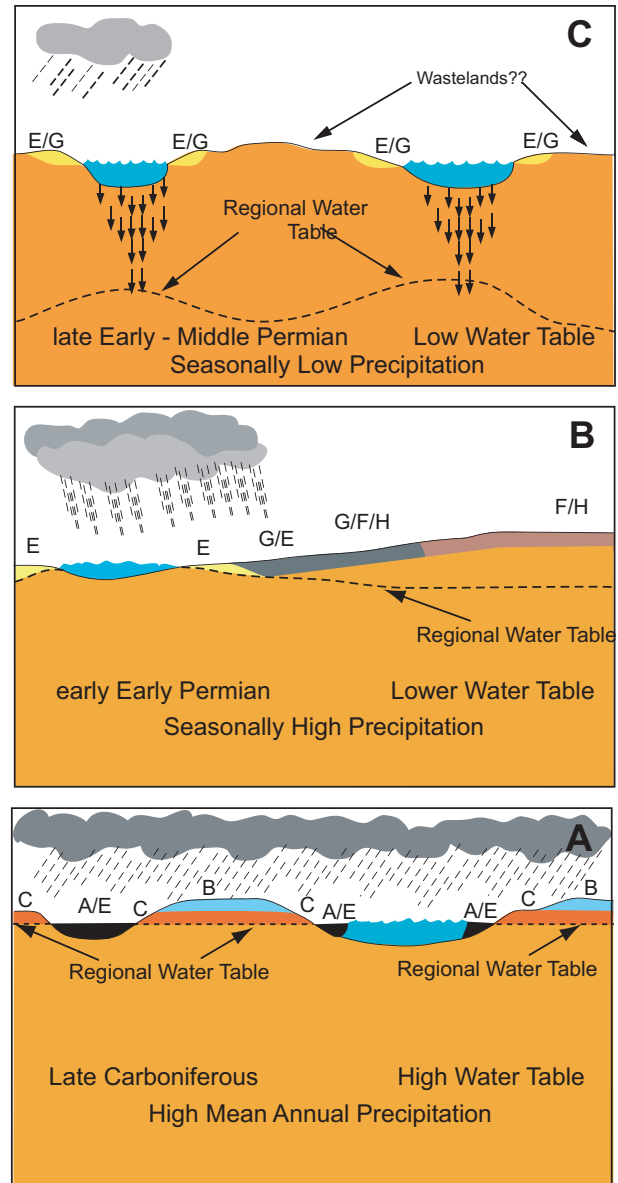 C
Wastelands??
E/G E/G E/G E/G
Regional Water
Table
late Early - Middle Permian Low Water Table
Seasonally Low Precipitation
B
E E G/E G/F/H F/H
Regional Water Table
early Early Permian Lower Water Table
Seasonally High Precipitation
A
C A/E C B C A/E A/E C B
Regional Water Table Regional Water Table
Late Carboniferous High Water Table
High Mean Annual Precipitation